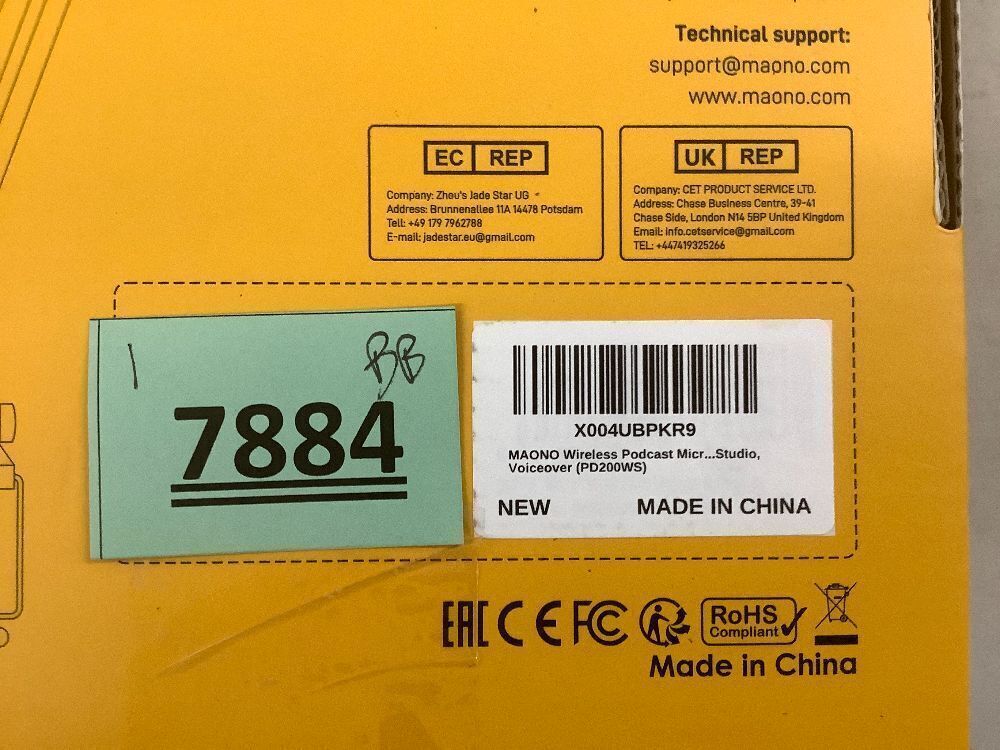 Technical support:
support@maono.com
www.maono.com
EC REP
Company: Zhou's Jade Star UG
Address: Brunnenallee 11A 14478 Potsdam
Tell: +49 179 7962788
E-mail: jadestar.eu@gmail.com
UK REP
Company: CET PRODUCT SERVICE LTD.
Address: Chase Business Centre, 39-41
Chase Side, London N14 5BP United Kingdom
Email: info.cetservice@gmail.com
TEL: +447419325266
1 BB
7884
X004UBPKR9
MAONO Wireless Podcast Micr...Studio,
Voiceover (PD200WS)
NEW MADE IN CHINA
EAC CE FC RoHS
Compliant
Made in China